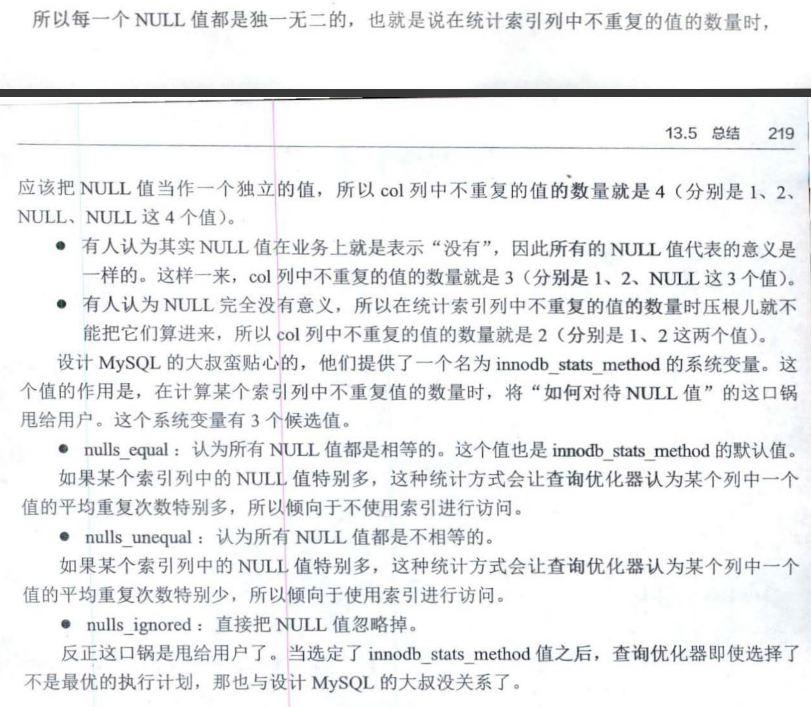 所以每一个 NULL 值都是独一无二的，也就是说在统计索引列中不重复的值的数量时，
13.5 总结 219
应该把 NULL 值当作一个独立的值，所以 col 列中不重复的值的数量就是 4（分别是 1、2、
NULL、NULL 这 4 个值）。
● 有人认为其实 NULL 值在业务上就是表示“没有”，因此所有的 NULL 值代表的意义是
一样的。这样一来，col 列中不重复的值的数量就是 3（分别是 1、2、NULL 这 3 个值）。
● 有人认为 NULL 完全没有意义，所以在统计索引列中不重复的值的数量时压根儿就不
能把它们算进来，所以 col 列中不重复的值的数量就是 2（分别是 1、2 这两个值）。
设计 MySQL 的大叔蛮贴心的，他们提供了一个名为 innodb_stats_method 的系统变量。这
个值的作用是，在计算某个索引列中不重复值的数量时，将“如何对待 NULL 值”的这口锅
甩给用户。这个系统变量有 3 个候选值。
● nulls_equal：认为所有 NULL 值都是相等的。这个值也是 innodb_stats_method 的默认值。
如果某个索引列中的 NULL 值特别多，这种统计方式会让查询优化器认为某个列中一个
值的平均重复次数特别多，所以倾向于不使用索引进行访问。
● nulls_unequal：认为所有 NULL 值都是不相等的。
如果某个索引列中的 NULL 值特别多，这种统计方式会让查询优化器认为某个列中一个
值的平均重复次数特别少，所以倾向于使用索引进行访问。
● nulls_ignored：直接把 NULL 值忽略掉。
反正这口锅是甩给用户了。当选定了 innodb_stats_method 值之后，查询优化器即使选择了
不是最优的执行计划，那也与设计 MySQL 的大叔没关系了。